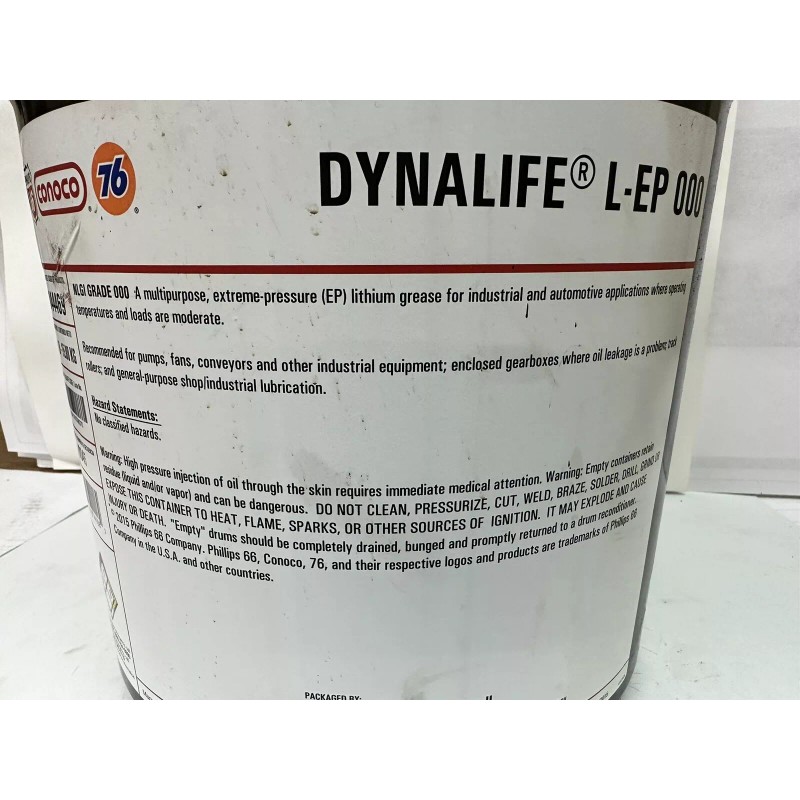 CONOCO ® 76 ®
DYNALIFE® L-EP 000
NLGI GRADE 000 A multipurpose, extreme-pressure (EP) lithium grease for industrial and automotive applications where operating
temperatures and loads are moderate.
Recommended for pumps, fans, conveyors and other industrial equipment; enclosed gearboxes where oil leakage is a problem; track
rollers; and general-purpose shop/industrial lubrication.
Hazard Statements:
No classified hazards.
Warning: High pressure injection of oil through the skin requires immediate medical attention. Warning: Empty containers retain
residue (liquid and/or vapor) and can be dangerous. DO NOT CLEAN, PRESSURIZE, CUT, WELD, BRAZE, SOLDER, DRILL, GRIND
EXPOSE THIS CONTAINER TO HEAT, FLAME, SPARKS, OR OTHER SOURCES OF IGNITION. IT MAY EXPLODE AND CAUSE
INJURY OR DEATH. "Empty" drums should be completely drained, bunged and promptly returned to a drum reconditioner.
© 2015 Phillips 66 Company. Phillips 66, Conoco, 76, and their respective logos and products are trademarks of Phillips 66
Company in the U.S.A. and other countries.
PACKAGED BY: